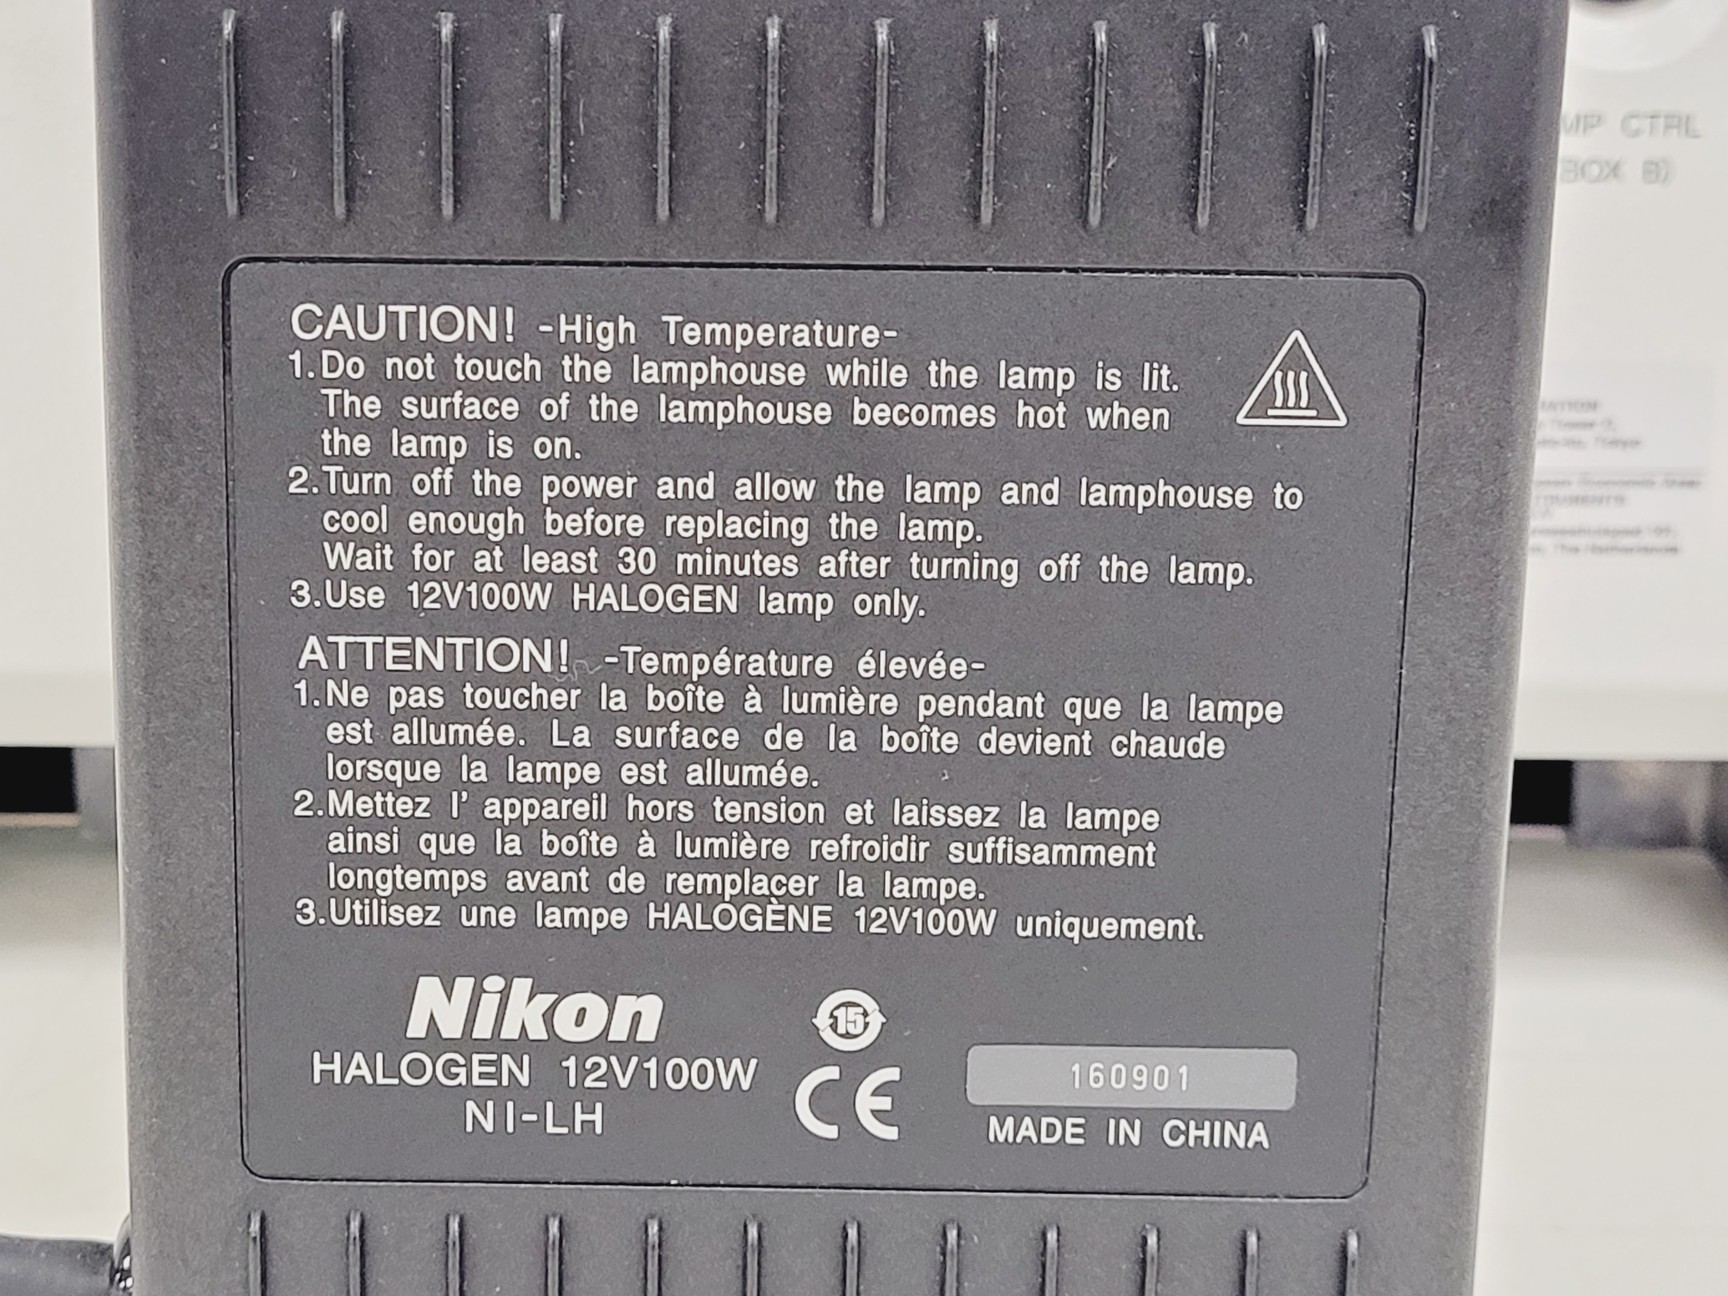 MP CTRL
BOX B)
CAUTION! -High Temperature-
1.Do not touch the lamphouse while the lamp is lit.
The surface of the lamphouse becomes hot when
the lamp is on.
2.Turn off the power and allow the lamp and lamphouse to
cool enough before replacing the lamp.
Wait for at least 30 minutes after turning off the lamp.
3.Use 12V100W HALOGEN lamp only.
ATTENTION! -Température élevée-
1.Ne pas toucher la boîte à lumière pendant que la lampe
est allumée. La surface de la boîte devient chaude
lorsque la lampe est allumée.
2.Mettez l' appareil hors tension et laissez la lampe
ainsi que la boîte à lumière refroidir suffisamment
longtemps avant de remplacer la lampe.
3.Utilisez une lampe HALOGÈNE 12V100W uniquement.
Nikon
HALOGEN 12V100W
NI-LH
15
CE
160901
MADE IN CHINA